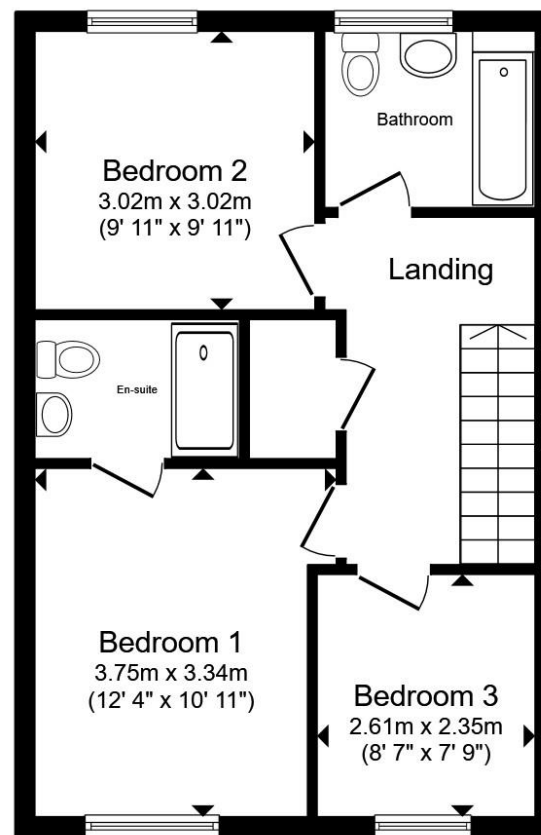 Bathroom
Bedroom 2
3.02m x 3.02m
(9' 11" x 9' 11")
Landing
En-suite
Bedroom 1
3.75m x 3.34m
(12' 4" x 10' 11")
Bedroom 3
2.61m x 2.35m
(8' 7" x 7' 9")